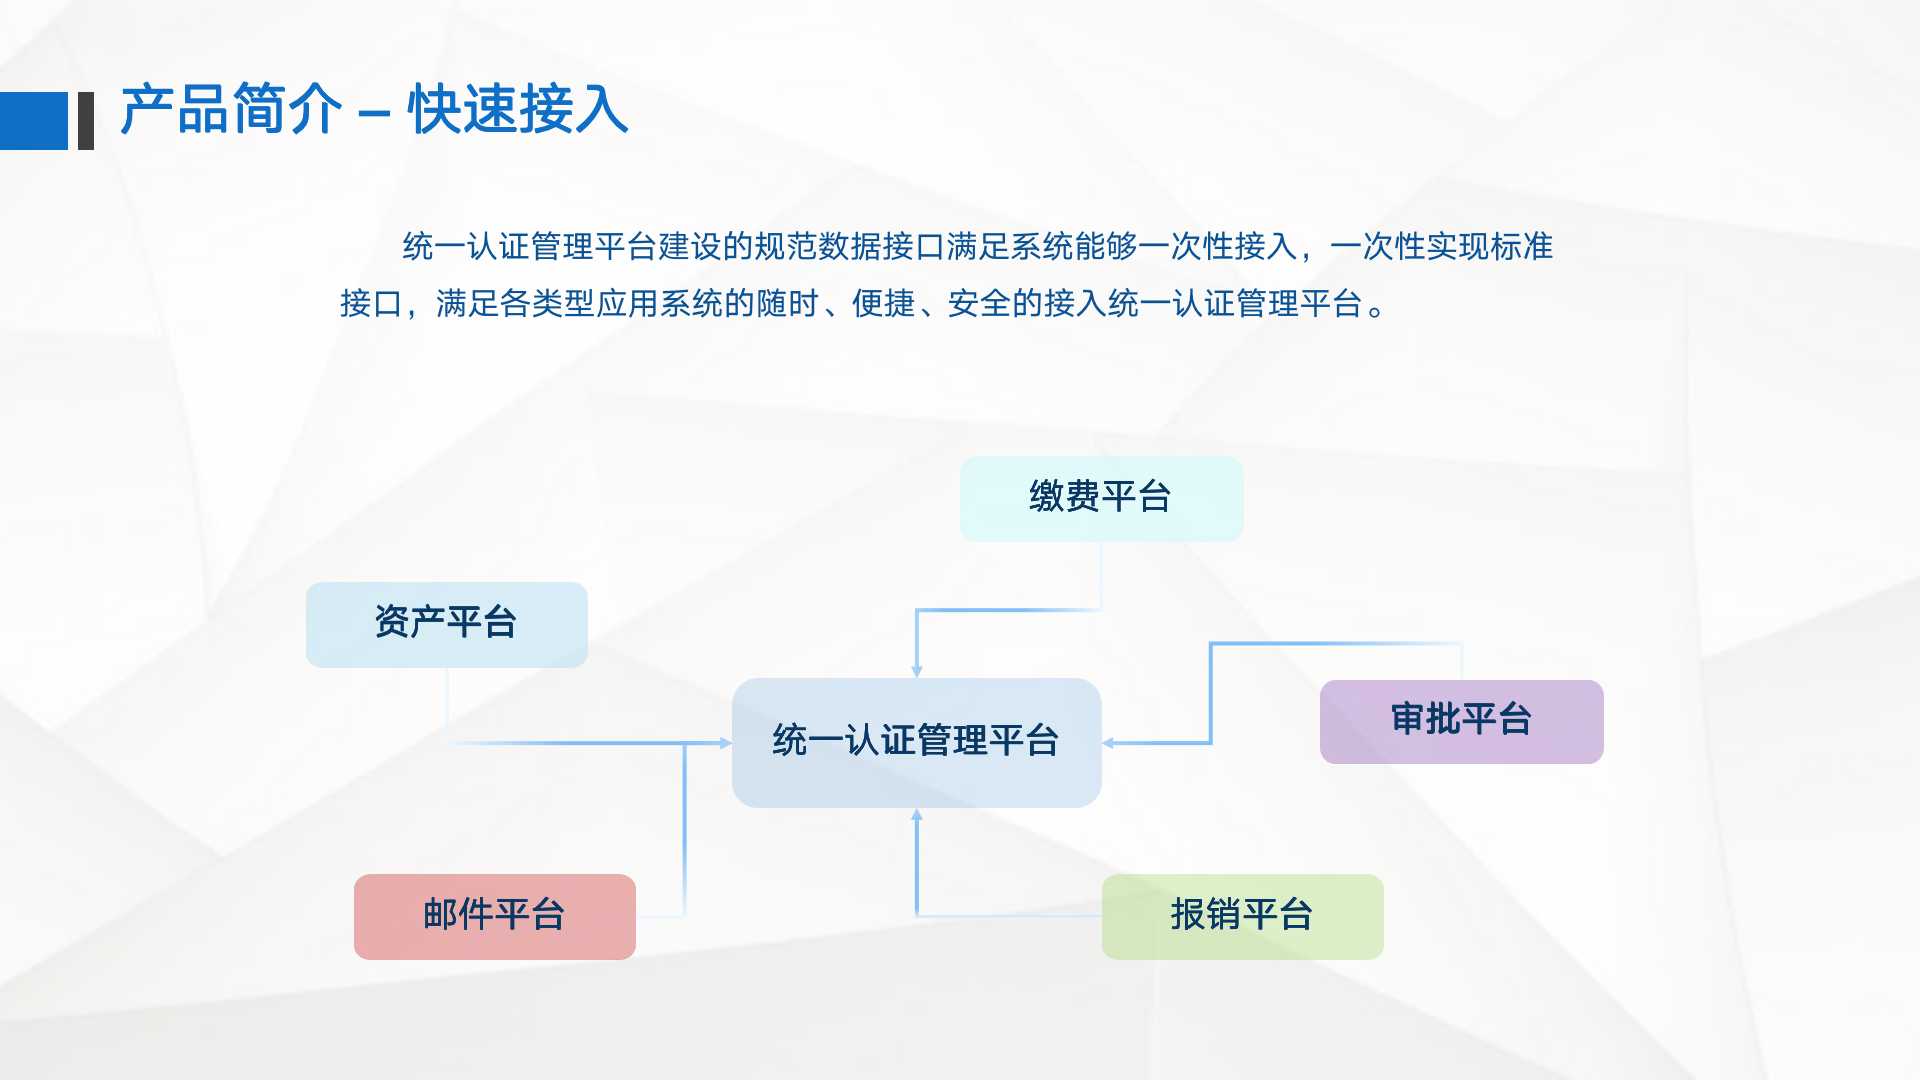 产品简介 – 快速接入
统一认证管理平台建设的规范数据接口满足系统能够一次性接入，一次性实现标准
接口，满足各类型应用系统的随时、便捷、安全的接入统一认证管理平台。
缴费平台
资产平台
审批平台
统一认证管理平台
邮件平台
报销平台